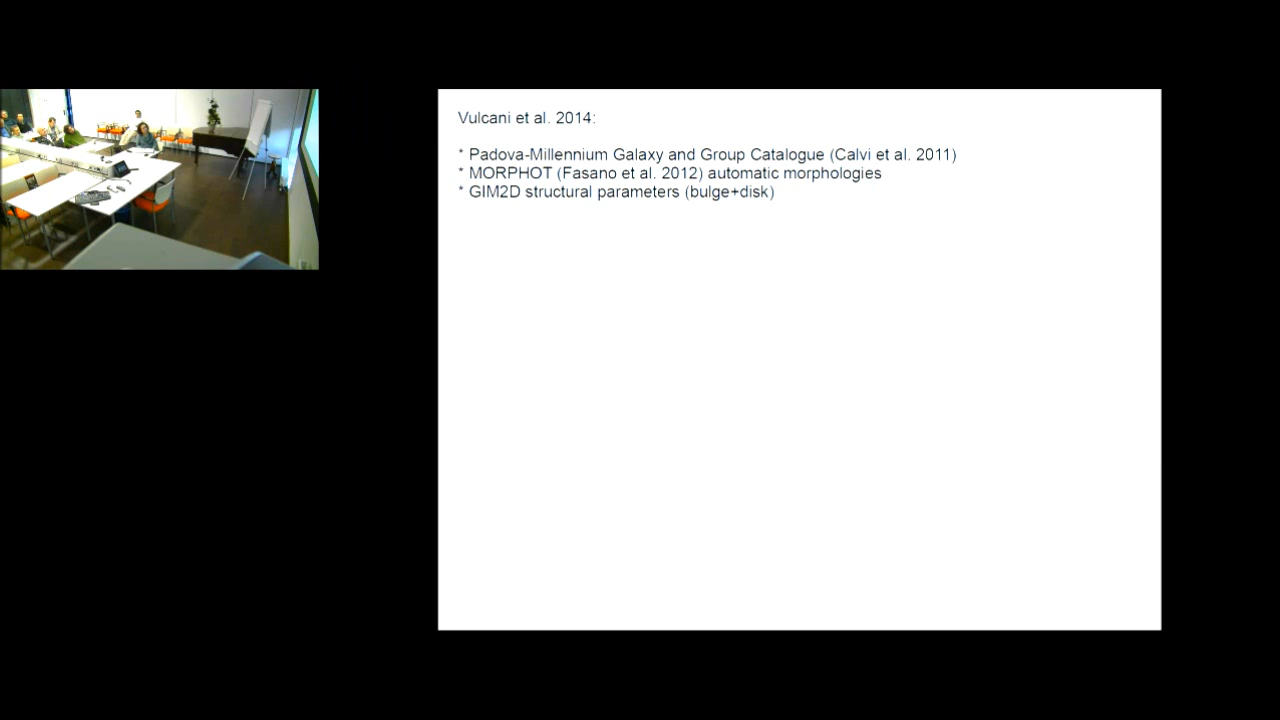 Vulcani et al. 2014:
* Padova-Millennium Galaxy and Group Catalogue (Calvi et al. 2011)
* MORPHOT (Fasano et al. 2012) automatic morphologies
* GIM2D structural parameters (bulge+disk)